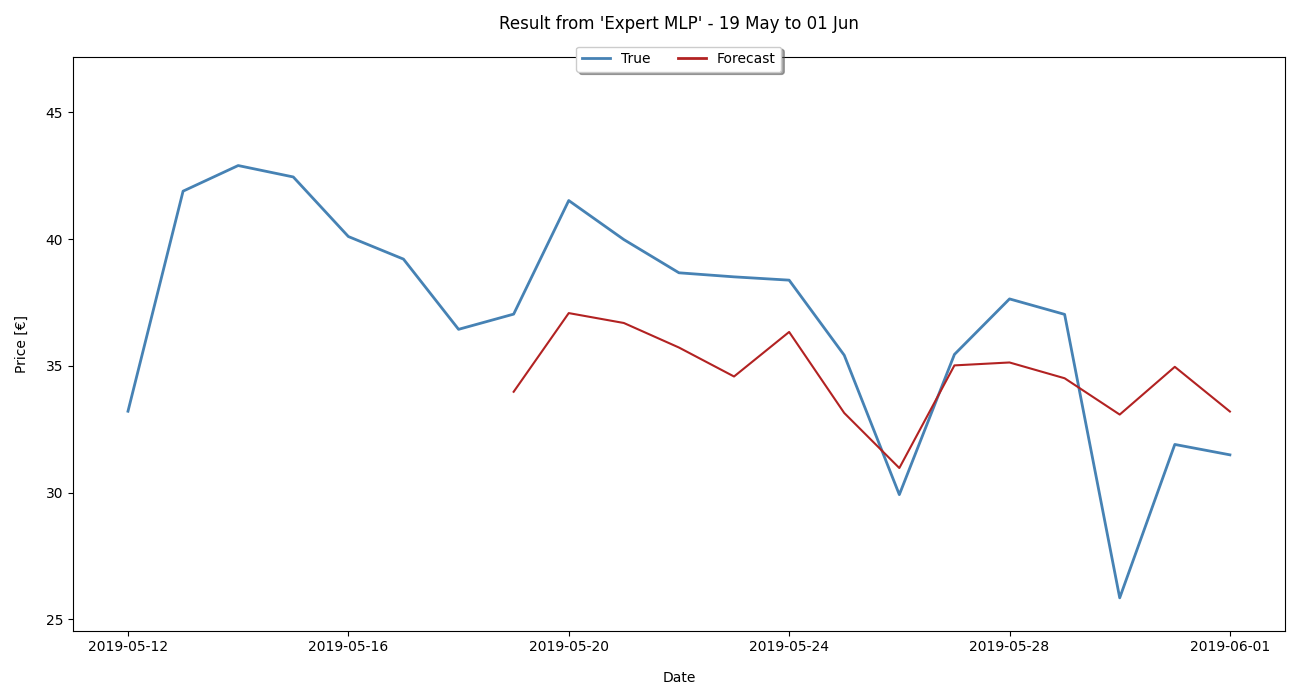 Result from 'Expert MLP' - 19 May to 01 Jun
True Forecast
45
40
35
30
25
Price [€]
2019-05-12 2019-05-16 2019-05-20 2019-05-24 2019-05-28 2019-06-01
Date